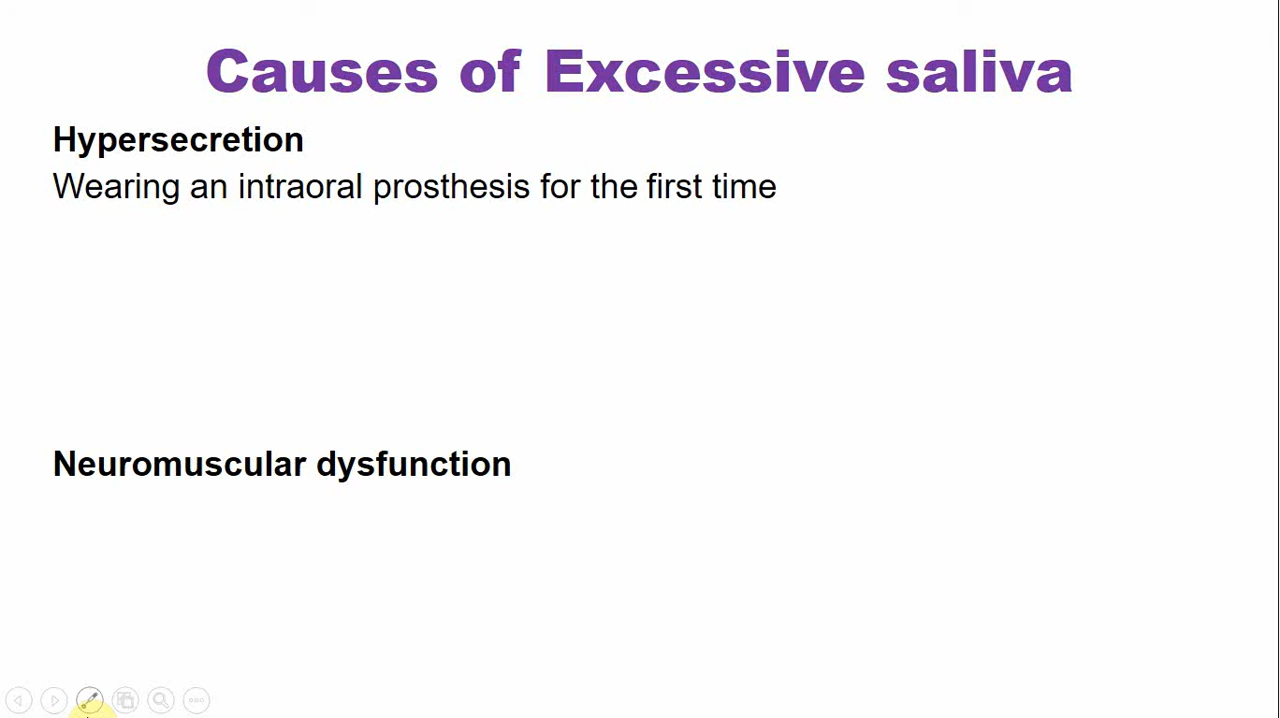 Causes of Excessive saliva
Hypersecretion
Wearing an intraoral prosthesis for the first time
Neuromuscular dysfunction